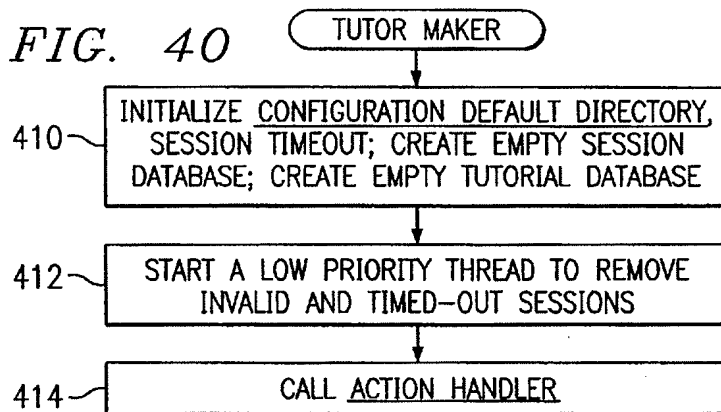 FIG. 40
TUTOR MAKER
410
INITIALIZE CONFIGURATION DEFAULT DIRECTORY,
SESSION TIMEOUT; CREATE EMPTY SESSION
DATABASE; CREATE EMPTY TUTORIAL DATABASE
412
START A LOW PRIORITY THREAD TO REMOVE
INVALID AND TIMED-OUT SESSIONS
414
CALL ACTION HANDLER